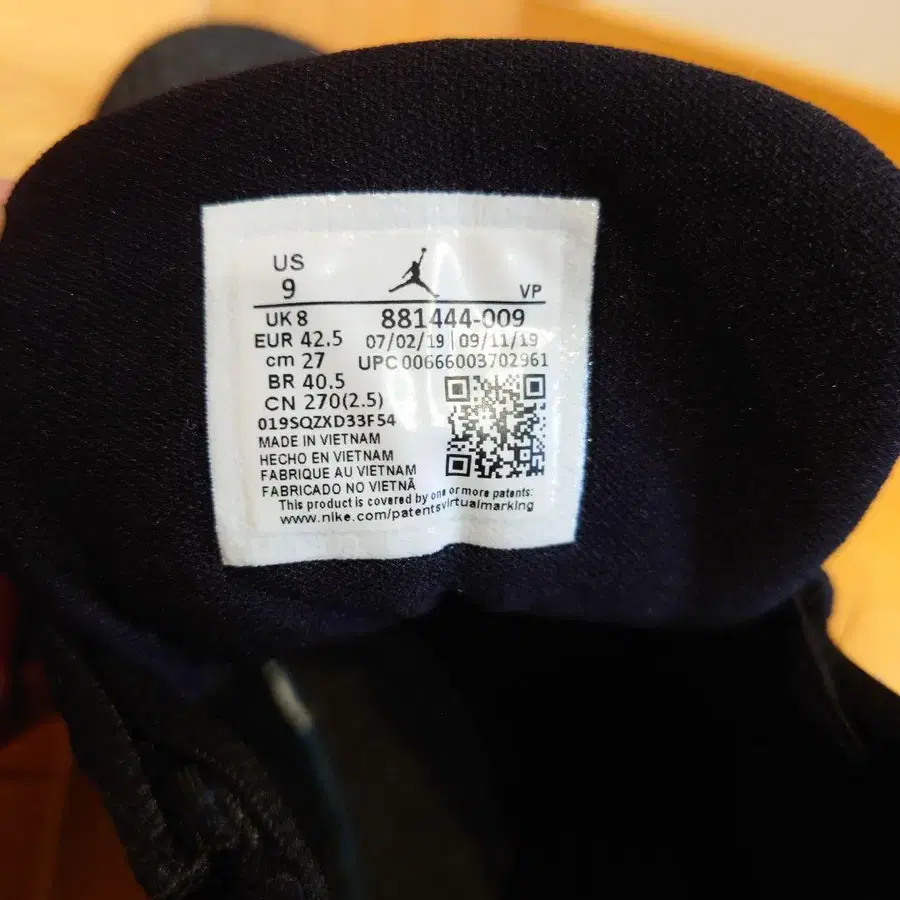 US
9
VP
UK 8 881444-009
EUR 42.5 07/02/19 | 09/11/19
cm 27 UPC 00666003702961
BR 40.5
CN 270(2.5)
019SQZXD33F54
MADE IN VIETNAM
HECHO EN VIETNAM
FABRIQUE AU VIETNAM
FABRICADO NO VIETNÃ
This product is covered by one or more patents:
www.nike.com/patentsvirtualmarking